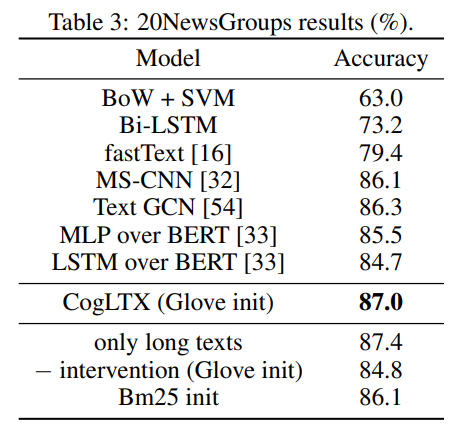 Table 3: 20NewsGroups results (%).
Model Accuracy
BoW + SVM 63.0
Bi-LSTM 73.2
fastText [16] 79.4
MS-CNN [32] 86.1
Text GCN [54] 86.3
MLP over BERT [33] 85.5
LSTM over BERT [33] 84.7
CogLTX (Glove init) 87.0
only long texts 87.4
− intervention (Glove init) 84.8
Bm25 init 86.1